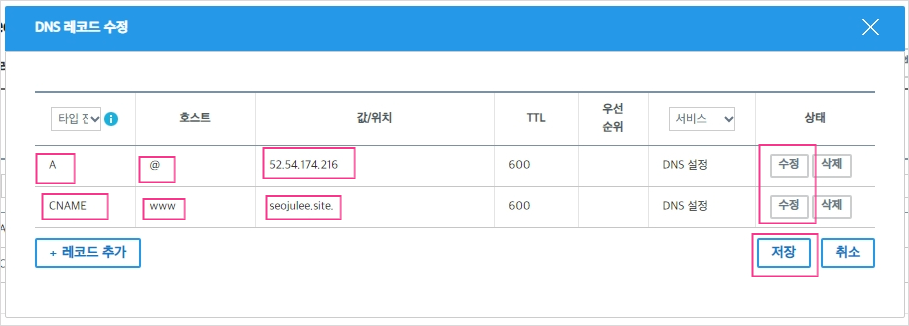 DNS 레코드 수정
호스트
값/위치
TTL
우선
순위
서비스
상태
A
@
52.54.174.216
600
DNS 설정
수정
삭제
CNAME
www
seojulee.site.
600
DNS 설정
수정
삭제
+ 레코드 추가
저장
취소